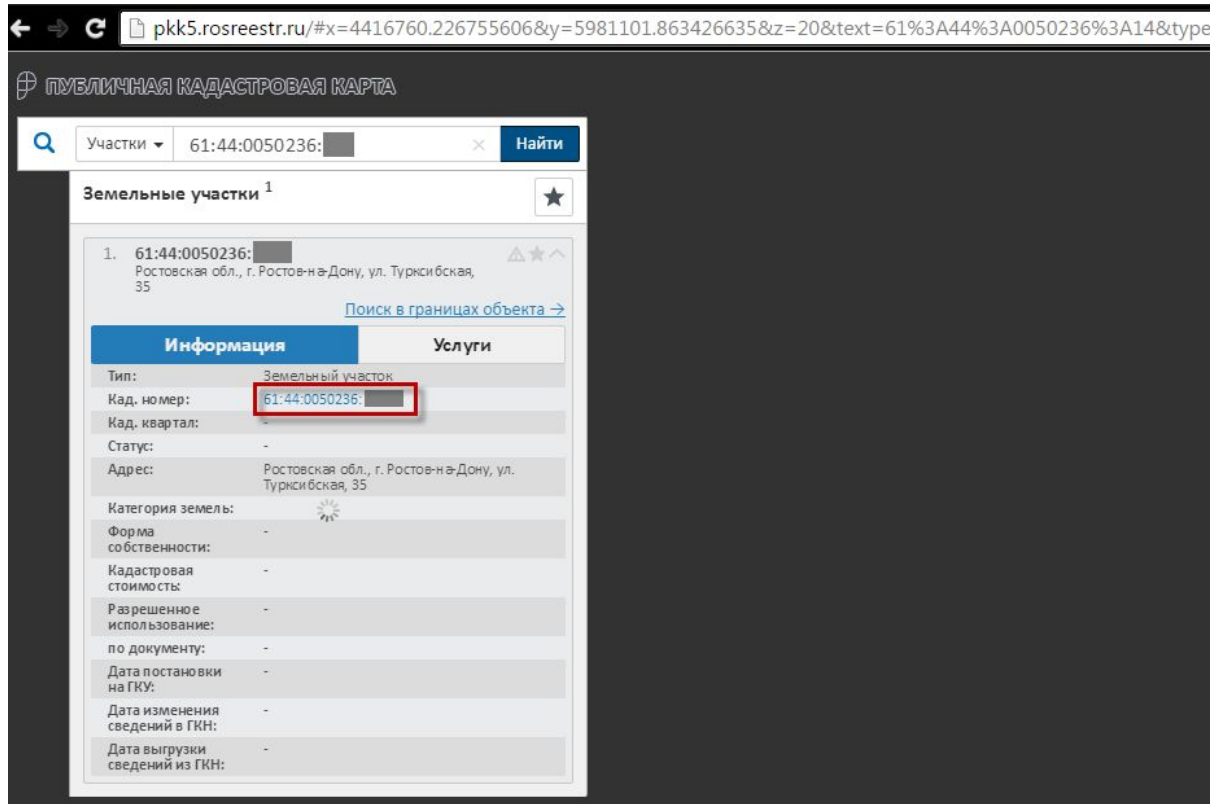 pkk5.rosreestr.ru/#x=4416760.226755606&y=5981101.863426635&z=20&text=61%3A44%3A0050236%3A14&type
ПУБЛИЧНАЯ КАДАСТРОВАЯ КАРТА
Участки 61:44:0050236: × Найти
Земельные участки 1
1. 61:44:0050236:
Ростовская обл., г. Ростов-на-Дону, ул. Турксибская,
35
Поиск в границах объекта →
Информация Услуги
Тип: Земельный участок
Кад. номер: 61:44:0050236:
Кад. квартал: -
Статус: -
Адрес: Ростовская обл., г. Ростов-на-Дону, ул.
Турксибская, 35
Категория земель:
Форма -
собственности:
Кадастровая -
стоимость:
Разрешенное -
использование:
по документу: -
Дата постановки -
на ГКУ:
Дата изменения -
сведений в ГКН:
Дата выгрузки -
сведений из ГКН: